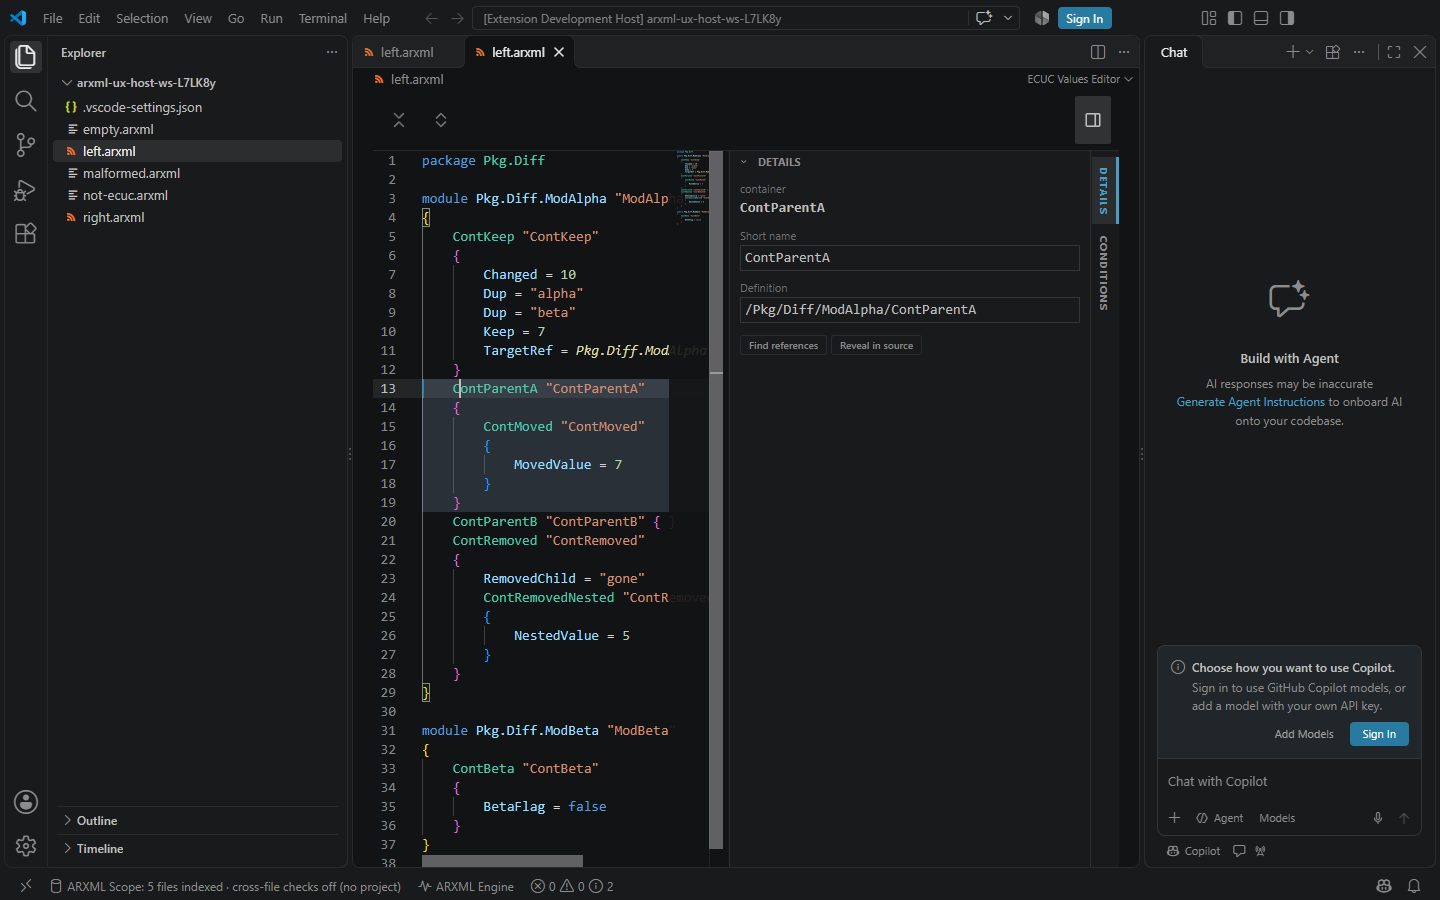 File Edit Selection View Go Run Terminal Help
[Extension Development Host] arxml-ux-host-ws-L7LK8y
Sign In
Explorer
arxml-ux-host-ws-L7LK8y
{} .vscode-settings.json
empty.arxml
left.arxml
malformed.arxml
not-ecuc.arxml
right.arxml
Outline
Timeline
left.arxml
left.arxml
left.arxml
ECUC Values Editor
1 package Pkg.Diff
2
3 module Pkg.Diff.ModAlpha "ModAlph
4 {
5 ContKeep "ContKeep"
6 {
7 Changed = 10
8 Dup = "alpha"
9 Dup = "beta"
10 Keep = 7
11 TargetRef = Pkg.Diff.ModAlpha
12 }
13 ContParentA "ContParentA"
14 {
15 ContMoved "ContMoved"
16 {
17 MovedValue = 7
18 }
19 }
20 ContParentB "ContParentB" { }
21 ContRemoved "ContRemoved"
22 {
23 RemovedChild = "gone"
24 ContRemovedNested "ContRemoved
25 {
26 NestedValue = 5
27 }
28 }
29 }
30
31 module Pkg.Diff.ModBeta "ModBeta"
32 {
33 ContBeta "ContBeta"
34 {
35 BetaFlag = false
36 }
37 }
38
DETAILS
container
ContParentA
Short name
ContParentA
Definition
/Pkg/Diff/ModAlpha/ContParentA
Find references
Reveal in source
DETAILS
CONDITIONS
Chat
Build with Agent
AI responses may be inaccurate
Generate Agent Instructions to onboard AI
onto your codebase.
Choose how you want to use Copilot.
Sign in to use GitHub Copilot models, or
add a model with your own API key.
Add Models
Sign In
Chat with Copilot
Agent
Models
Copilot
ARXML Scope: 5 files indexed · cross-file checks off (no project)
ARXML Engine
0 0 2